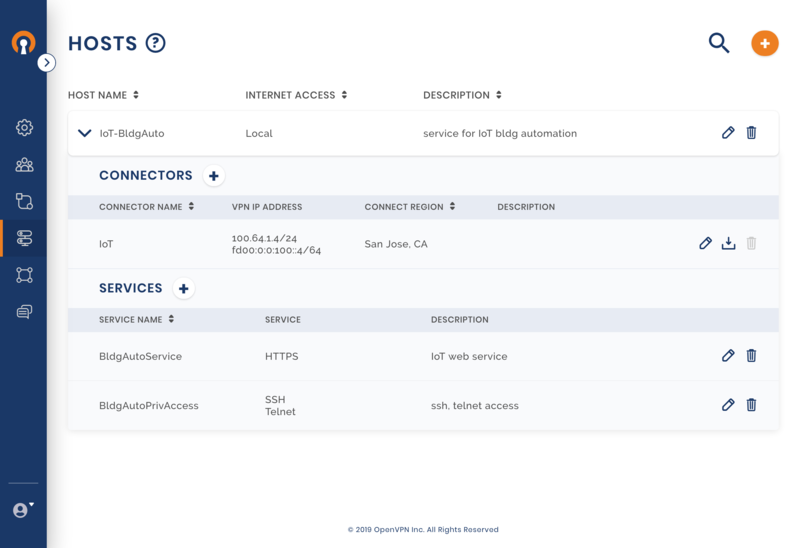 HOSTS ?
HOST NAME INTERNET ACCESS DESCRIPTION
IoT-BldgAuto Local service for IoT bldg automation
CONNECTORS
CONNECTOR NAME VPN IP ADDRESS CONNECT REGION DESCRIPTION
IoT 100.64.1.4/24 San Jose, CA
fd00:0:0:100::4/64
SERVICES
SERVICE NAME SERVICE DESCRIPTION
BldgAutoService HTTPS IoT web service
BldgAutoPrivAccess SSH ssh, telnet access
Telnet
© 2019 OpenVPN Inc. All Rights Reserved